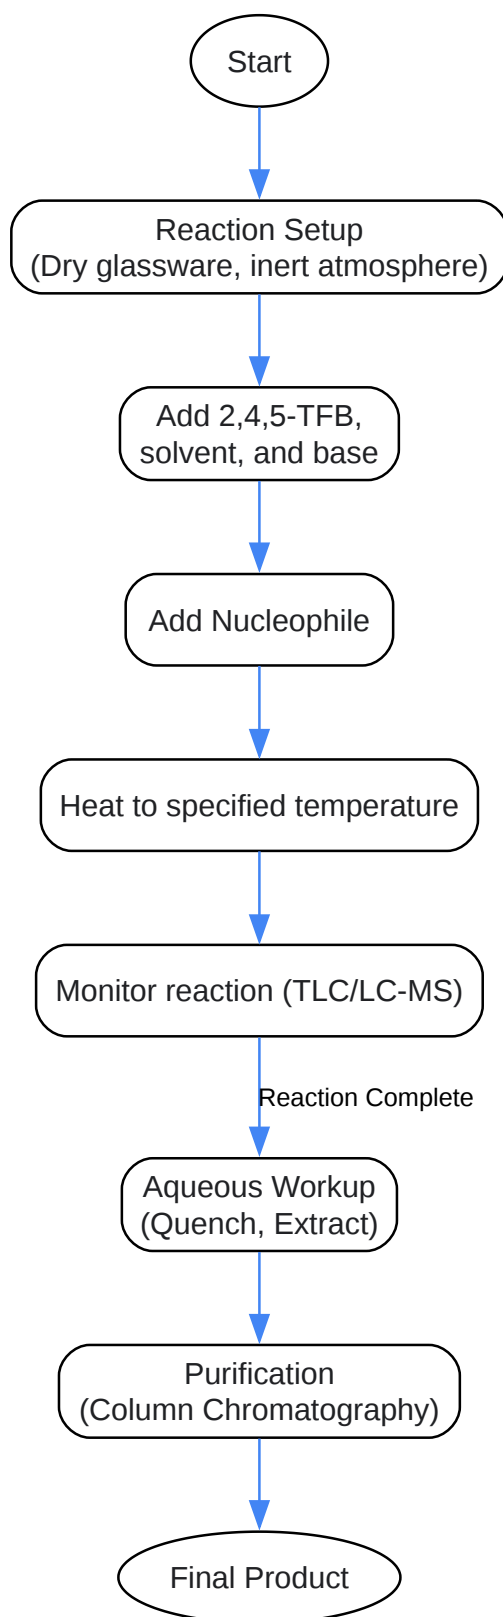 Start
Reaction Setup
(Dry glassware, inert atmosphere)
Add 2,4,5-TFB,
solvent, and base
Add Nucleophile
Heat to specified temperature
Monitor reaction (TLC/LC-MS)
Reaction Complete
Aqueous Workup
(Quench, Extract)
Purification
(Column Chromatography)
Final Product